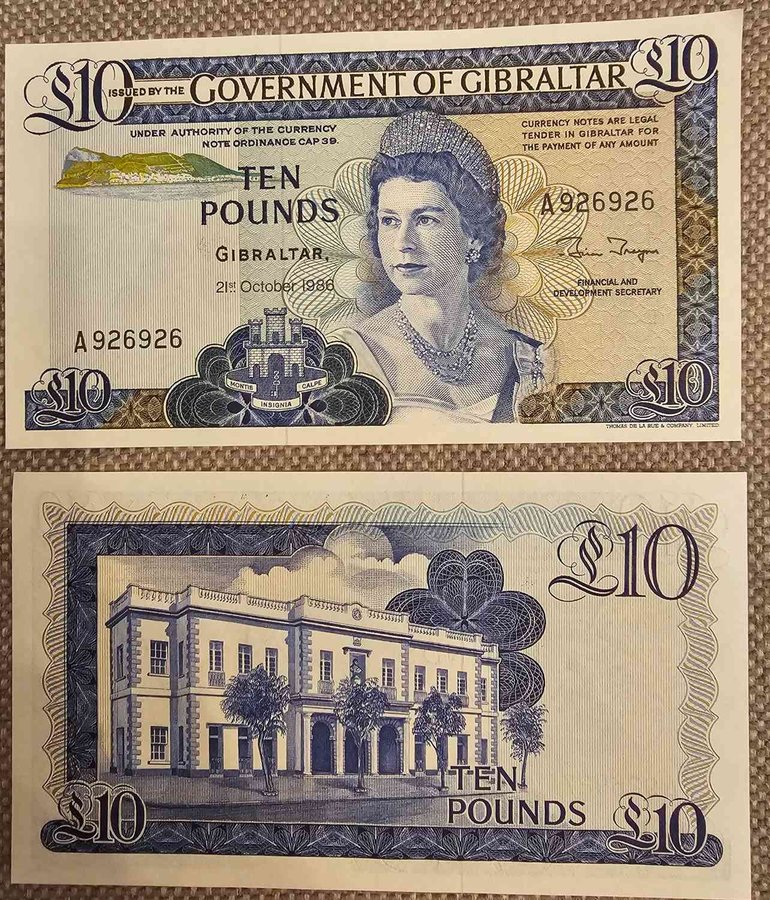 £10
ISSUED BY THE GOVERNMENT OF GIBRALTAR
£10
UNDER AUTHORITY OF THE CURRENCY
NOTE ORDINANCE CAP 39.
CURRENCY NOTES ARE LEGAL
TENDER IN GIBRALTAR FOR
THE PAYMENT OF ANY AMOUNT
TEN
POUNDS
A926926
GIBRALTAR,
21st October 1986
FINANCIAL AND
DEVELOPMENT SECRETARY
A926926
MONTIS CALPE
INSIGNIA
£10
£10
THOMAS DE LA RUE & COMPANY, LIMITED
£10
TEN
POUNDS
£10
£10